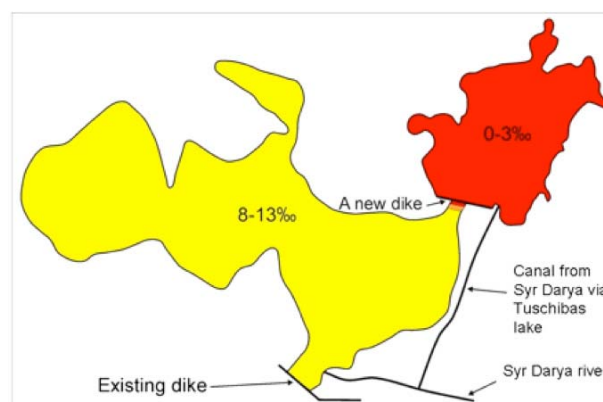 0-3‰
A new dike
8-13‰
Canal from
Syr Darya via
Tuschibas
lake
Existing dike
Syr Darya rive